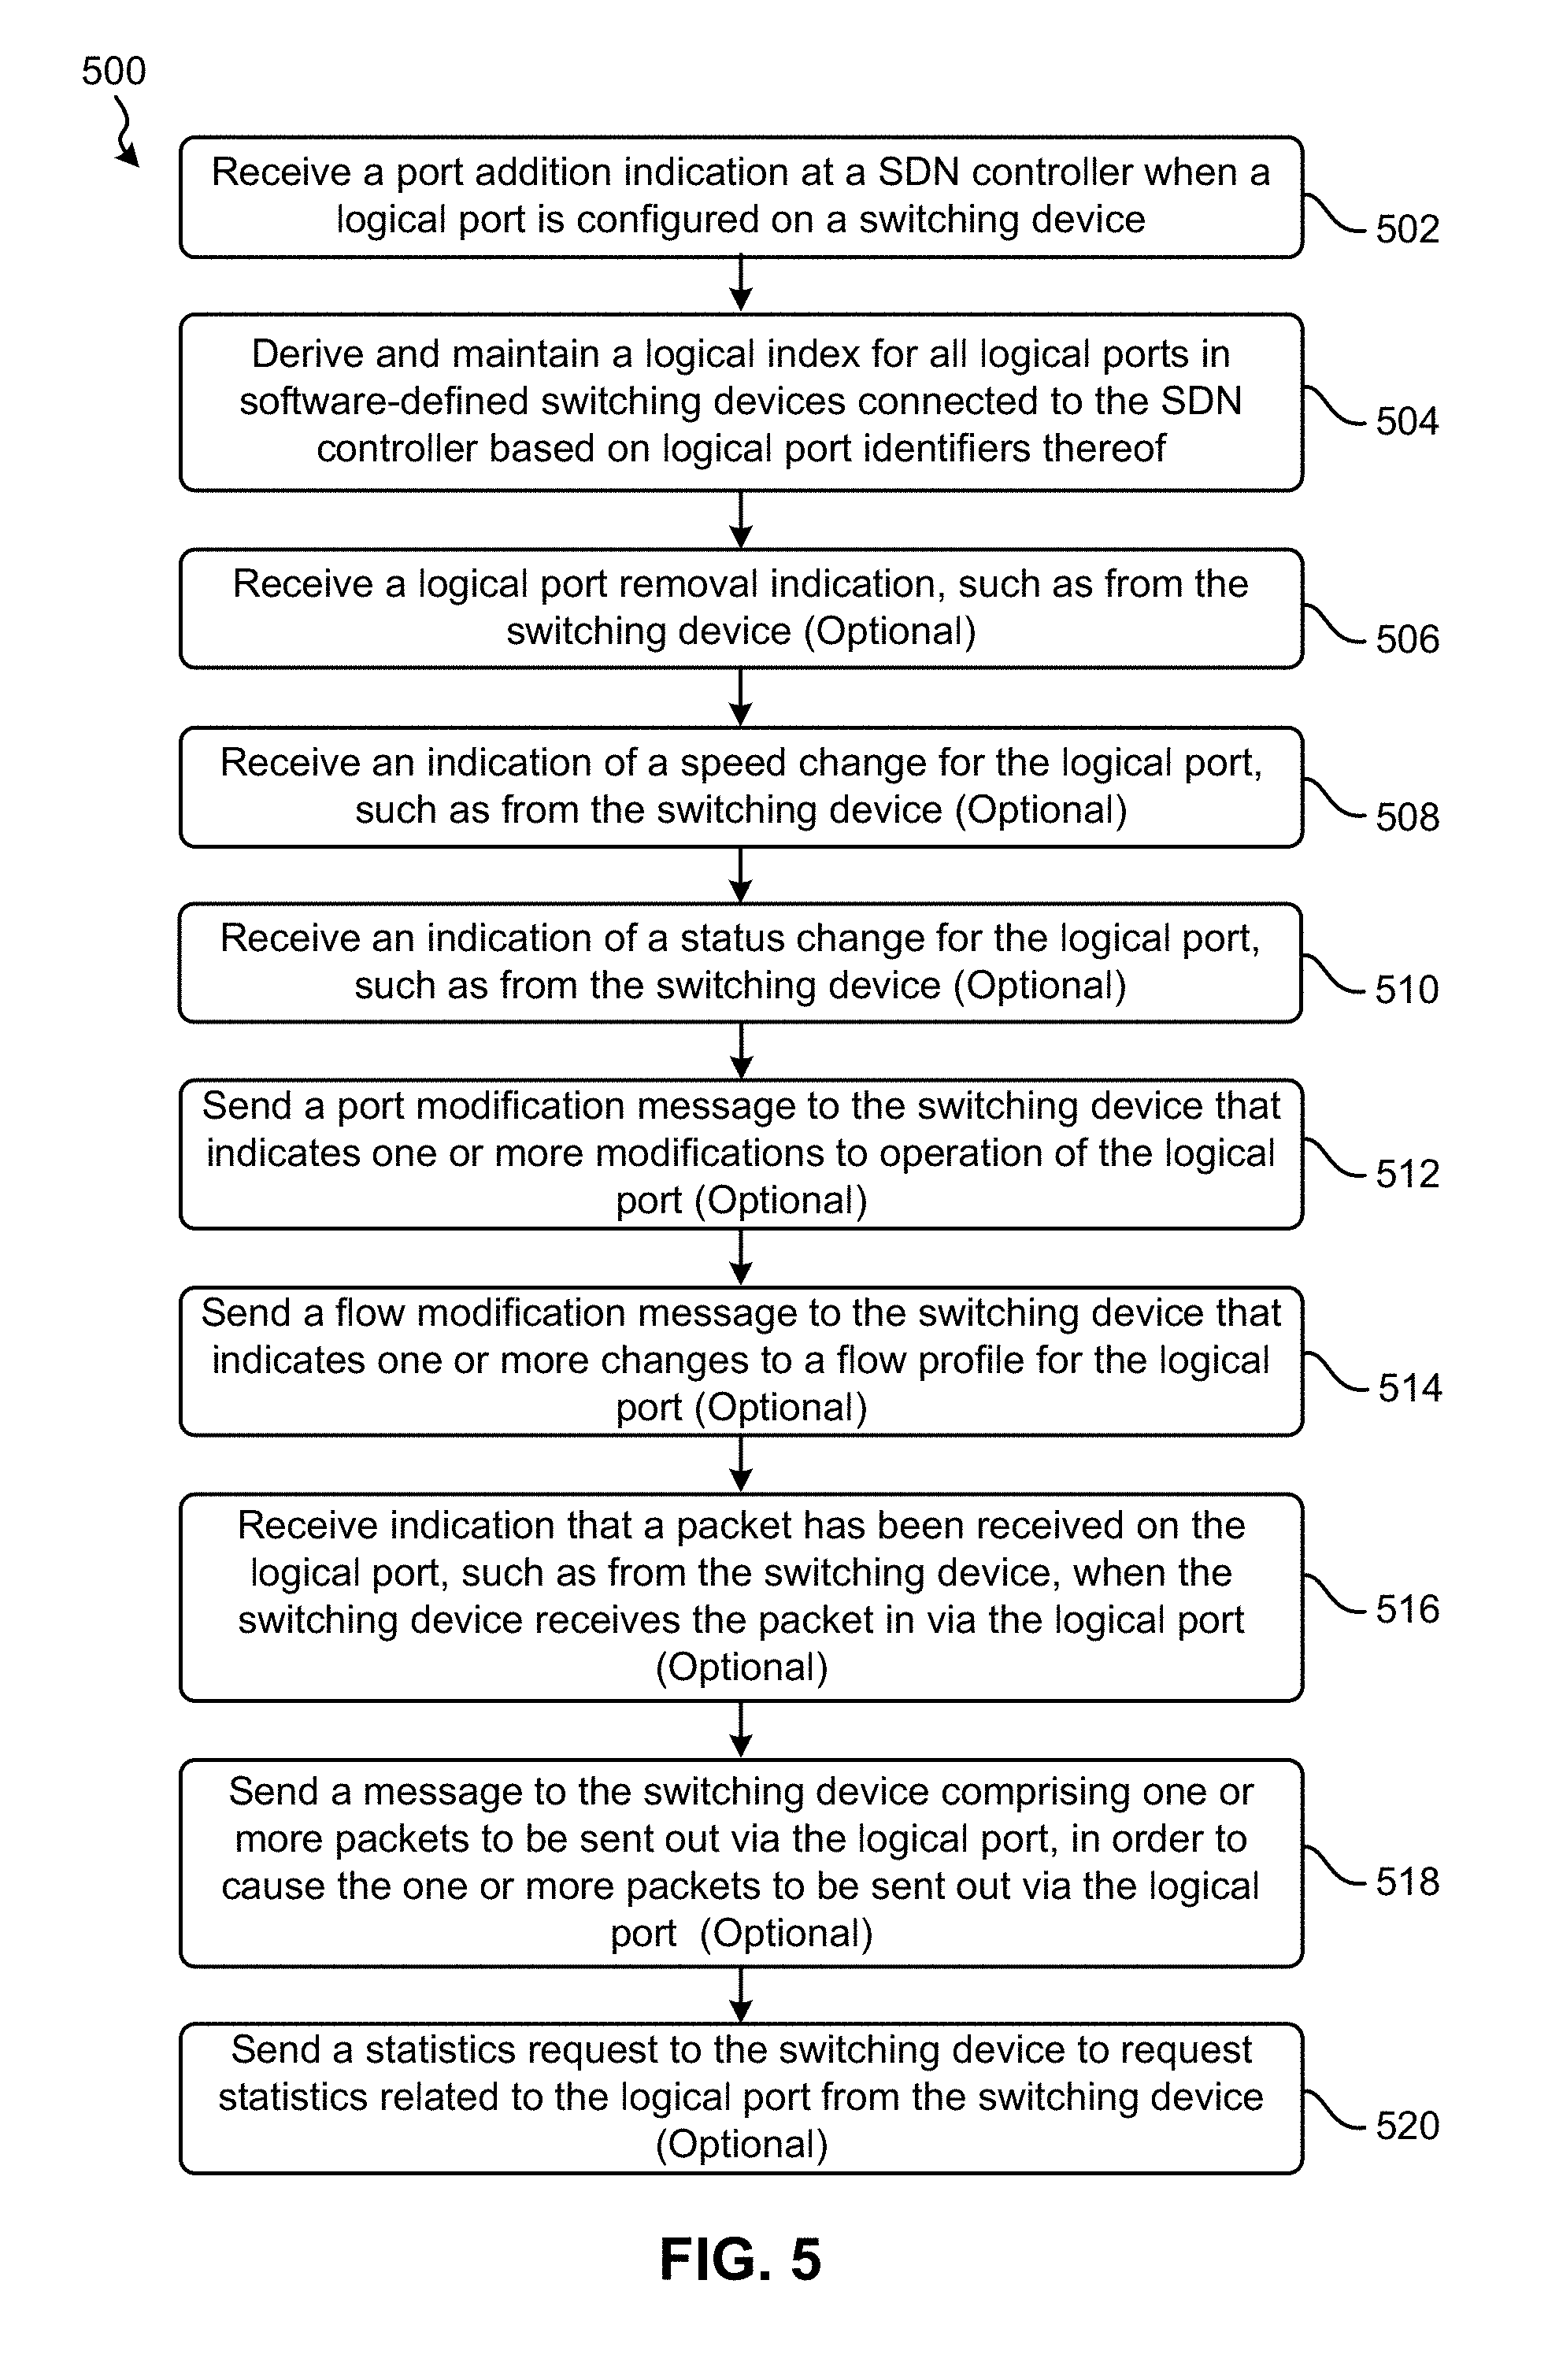 500
Receive a port addition indication at a SDN controller when a
logical port is configured on a switching device
502
Derive and maintain a logical index for all logical ports in
software-defined switching devices connected to the SDN
controller based on logical port identifiers thereof
504
Receive a logical port removal indication, such as from the
switching device (Optional)
506
Receive an indication of a speed change for the logical port,
such as from the switching device (Optional)
508
Receive an indication of a status change for the logical port,
such as from the switching device (Optional)
510
Send a port modification message to the switching device that
indicates one or more modifications to operation of the logical
port (Optional)
512
Send a flow modification message to the switching device that
indicates one or more changes to a flow profile for the logical
port (Optional)
514
Receive indication that a packet has been received on the
logical port, such as from the switching device, when the
switching device receives the packet in via the logical port
(Optional)
516
Send a message to the switching device comprising one or
more packets to be sent out via the logical port, in order to
cause the one or more packets to be sent out via the logical
port (Optional)
518
Send a statistics request to the switching device to request
statistics related to the logical port from the switching device
(Optional)
520
FIG. 5